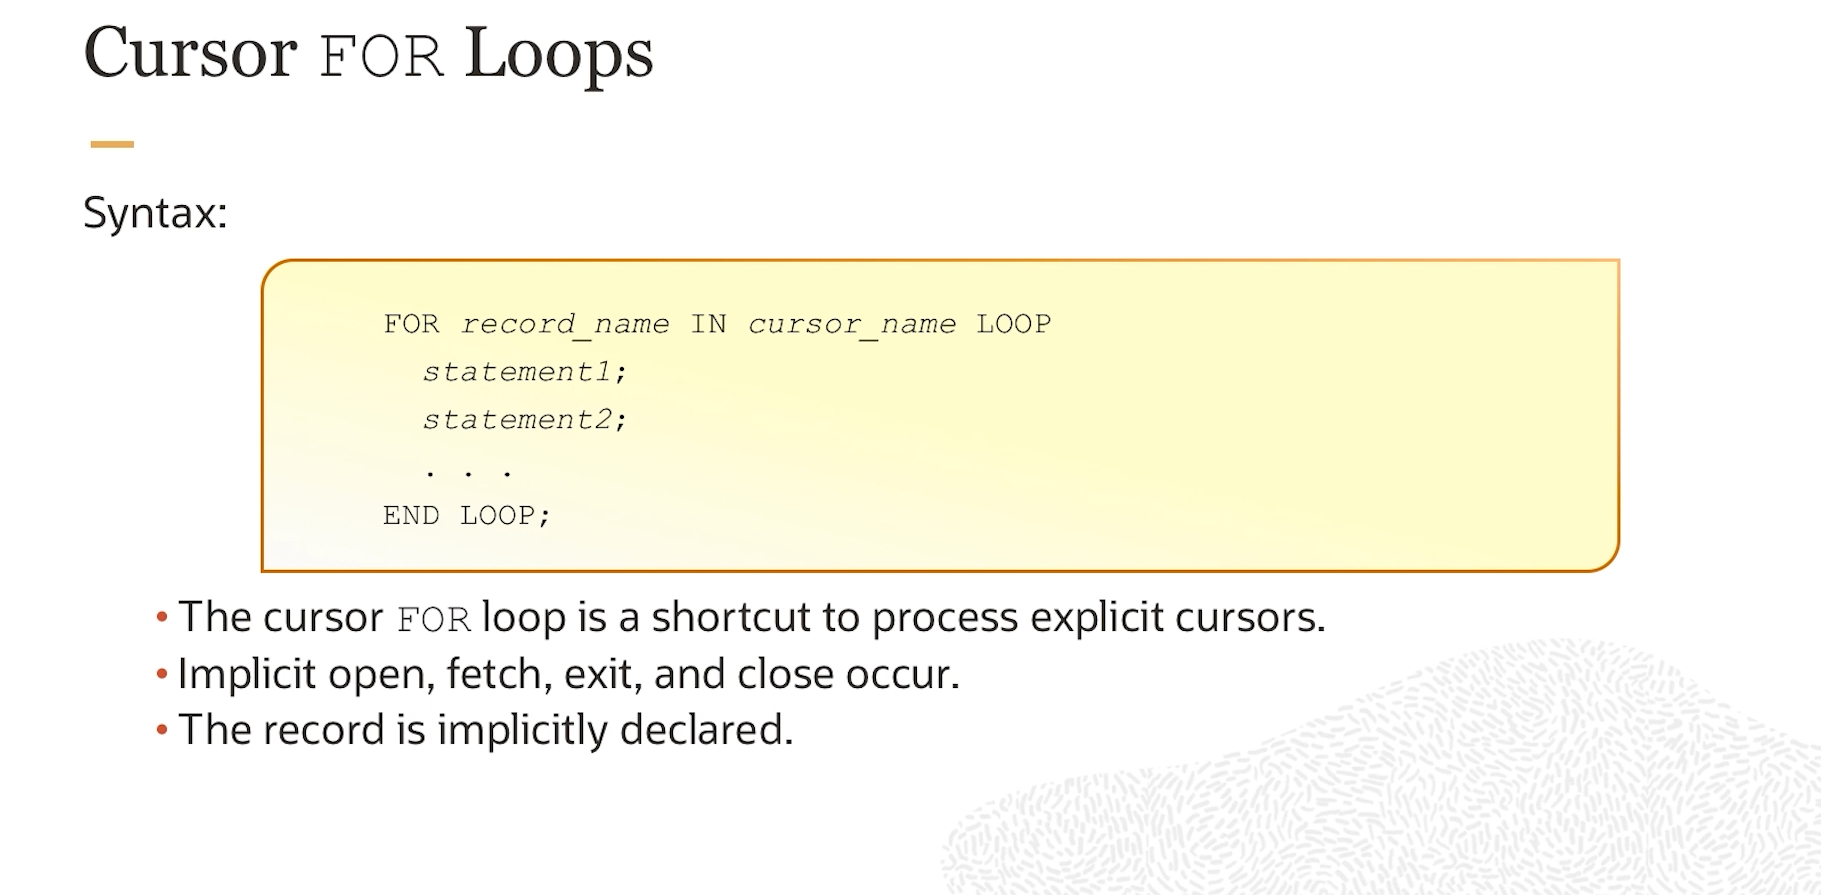 Cursor FOR Loops
Syntax:
FOR record_name IN cursor_name LOOP
statement1;
statement2;
. . .
END LOOP;
• The cursor FOR loop is a shortcut to process explicit cursors.
• Implicit open, fetch, exit, and close occur.
• The record is implicitly declared.